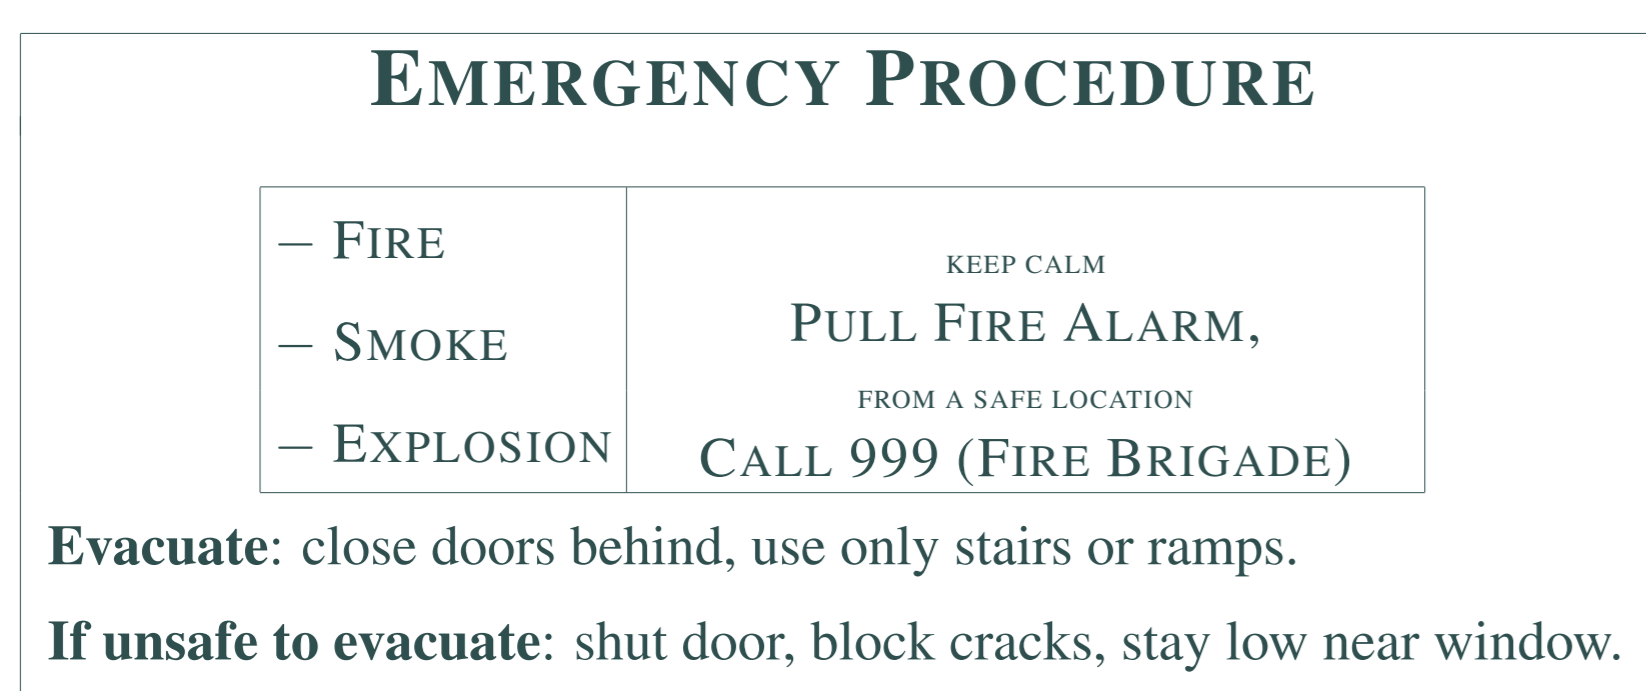 EMERGENCY PROCEDURE
– FIRE
– SMOKE
– EXPLOSION
KEEP CALM
PULL FIRE ALARM,
FROM A SAFE LOCATION
CALL 999 (FIRE BRIGADE)
Evacuate: close doors behind, use only stairs or ramps.
If unsafe to evacuate: shut door, block cracks, stay low near window.